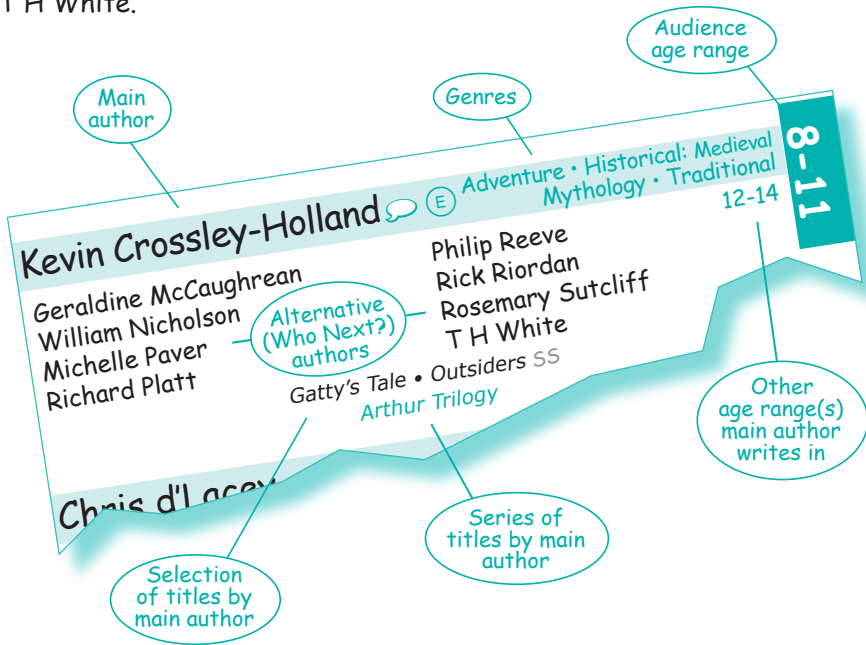 T H White.
Audience
age range
Main
author
Genres
8-11
Kevin Crossley-Holland E
Adventure • Historical: Medieval
Mythology • Traditional
12-14
Geraldine McCaughrean
William Nicholson
Michelle Paver
Richard Platt
Alternative
(Who Next?)
authors
Philip Reeve
Rick Riordan
Rosemary Sutcliff
T H White
Gatty's Tale • Outsiders SS
Arthur Trilogy
Other
age range(s)
main author
writes in
Chris d'Lacey
Series of
titles by main
author
Selection
of titles by
main author